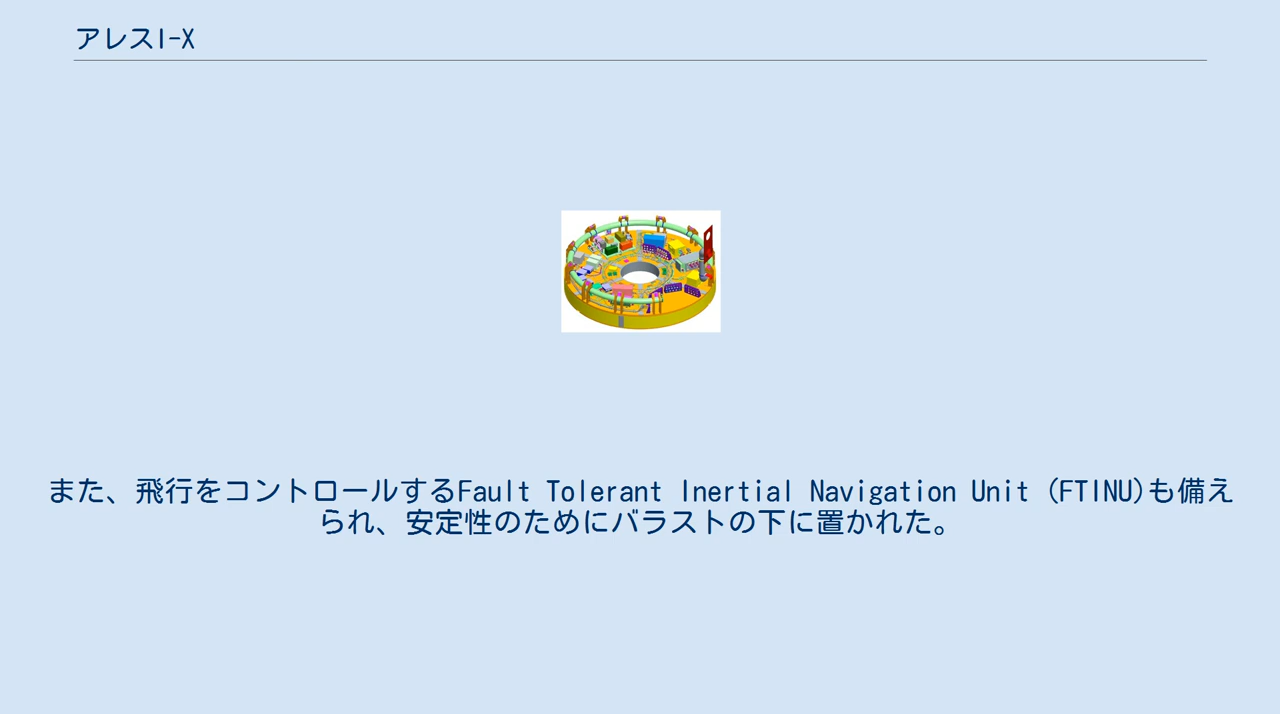 アレスI-X
また、飛行をコントロールするFault Tolerant Inertial Navigation Unit (FTINU)も備え
られ、安定性のためにバラストの下に置かれた。